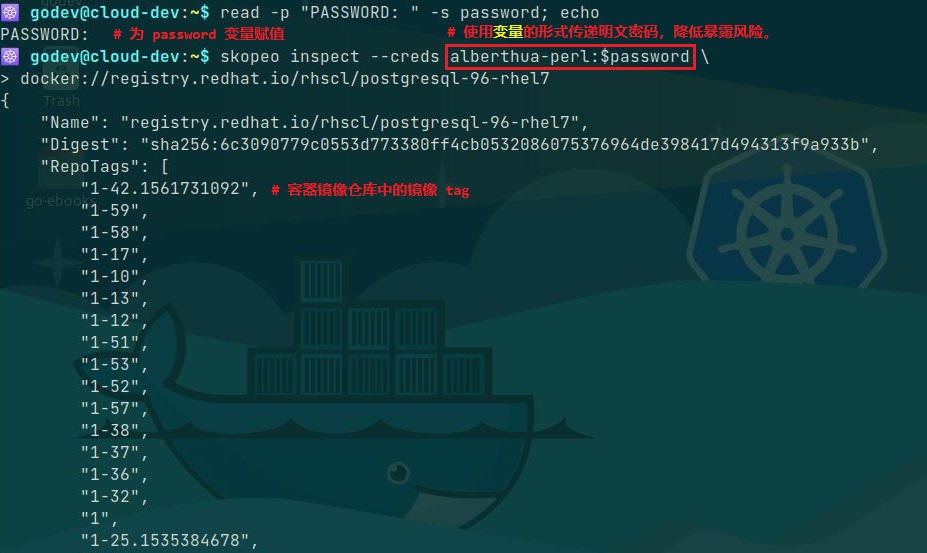 godev
godev@cloud-dev:~$ read -p "PASSWORD: " -s password; echo
PASSWORD: # 为 password 变量赋值 # 使用变量的形式传递明文密码，降低暴露风险。
godev@cloud-dev:~$ skopeo inspect --creds alberthua-perl:$password \
> docker://registry.redhat.io/rhscl/postgresql-96-rhel7
{
Trash
"Name": "registry.redhat.io/rhscl/postgresql-96-rhel7",
"Digest": "sha256:6c3090779c0553d773380ff4cb0532086075376964de398417d494313f9a933b",
"RepoTags": [
"1-42.1561731092", # 容器镜像仓库中的镜像 tag
go-ebooks
"1-59",
"1-58",
"1-17",
"1-10",
"1-13",
"1-12",
"1-51",
"1-53",
"1-52",
"1-57",
"1-38",
"1-37",
"1-36",
"1-32",
"1",
"1-25.1535384678",